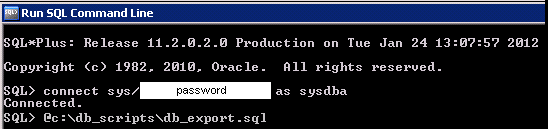 SQL> Run SQL Command Line
SQL*Plus: Release 11.2.0.2.0 Production on Tue Jan 24 13:07:57 2012
Copyright (c) 1982, 2010, Oracle.  All rights reserved.
SQL> connect sys/ password as sysdba
Connected.
SQL> @c:\db_scripts\db_export.sql